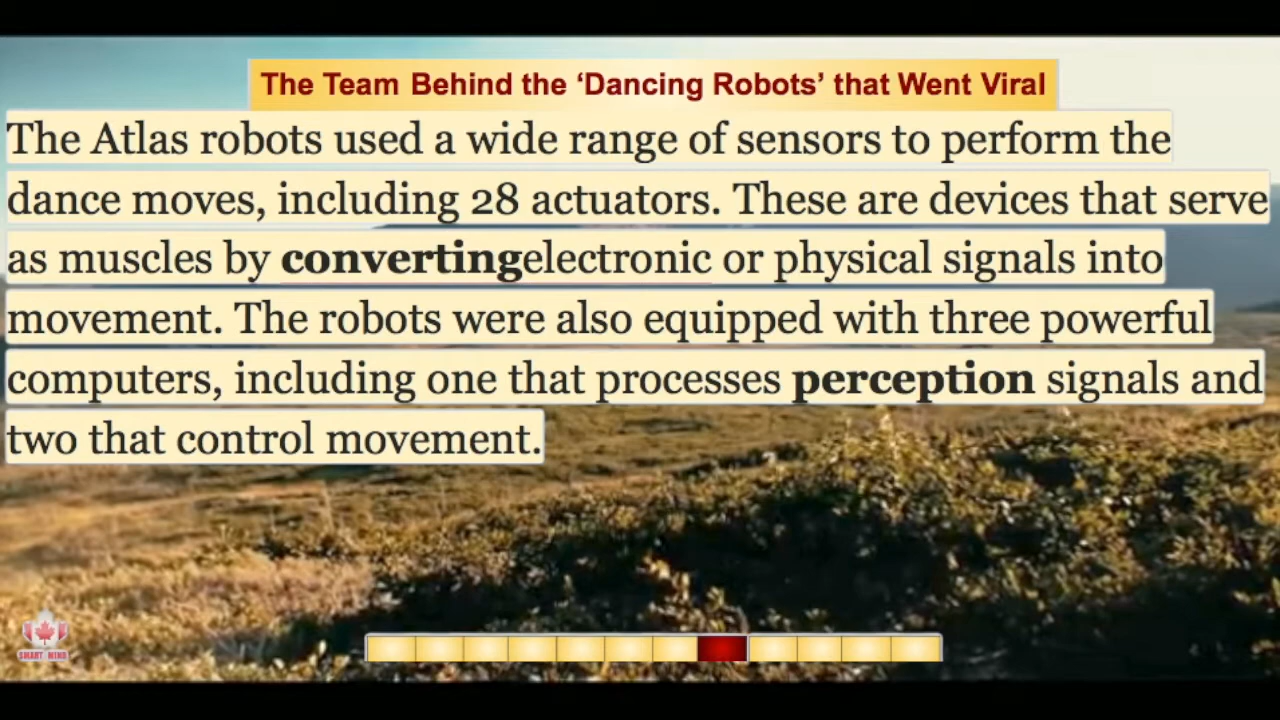 The Team Behind the ‘Dancing Robots’ that Went Viral
The Atlas robots used a wide range of sensors to perform the
dance moves, including 28 actuators. These are devices that serve
as muscles by convertingelectronic or physical signals into
movement. The robots were also equipped with three powerful
computers, including one that processes perception signals and
two that control movement.
SMART MIND